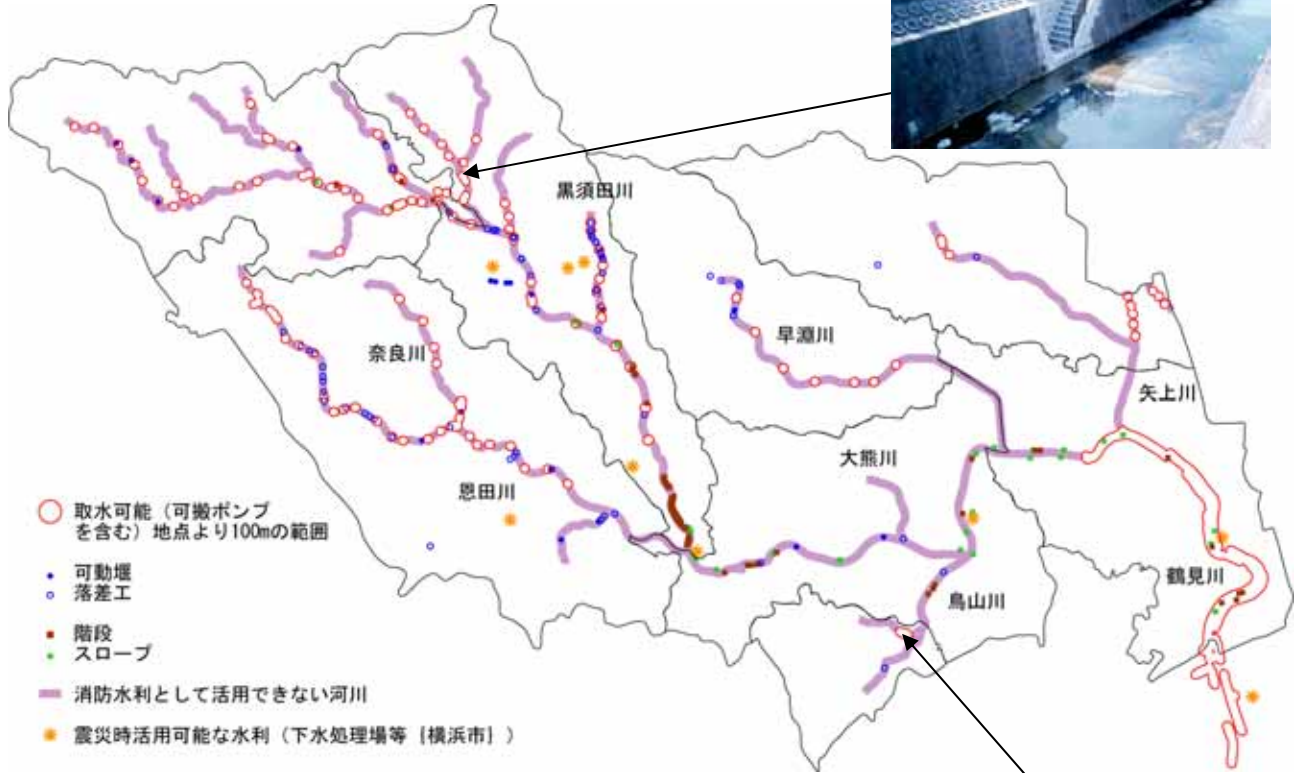 黒須田川
早淵川
奈良川
矢上川
大熊川
恩田川
鶴見川
鳥山川
取水可能（可搬ポンプ
を含む）地点より100mの範囲
可動堰
落差工
階段
スロープ
消防水利として活用できない河川
震災時活用可能な水利（下水処理場等［横浜市］）